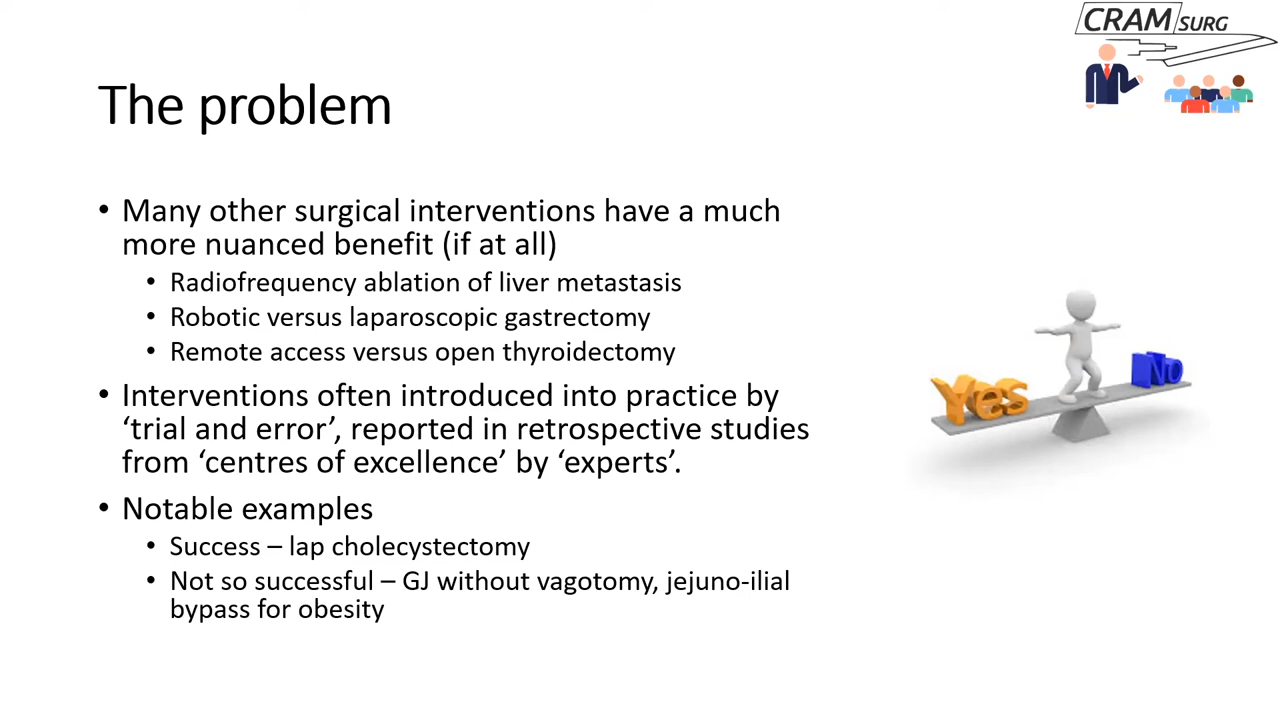 CRAM SURG
The problem
• Many other surgical interventions have a much
more nuanced benefit (if at all)
• Radiofrequency ablation of liver metastasis
• Robotic versus laparoscopic gastrectomy
• Remote access versus open thyroidectomy
• Interventions often introduced into practice by
‘trial and error’, reported in retrospective studies
from ‘centres of excellence’ by ‘experts’.
• Notable examples
• Success – lap cholecystectomy
• Not so successful – GJ without vagotomy, jejuno-ilial
bypass for obesity
Yes
No